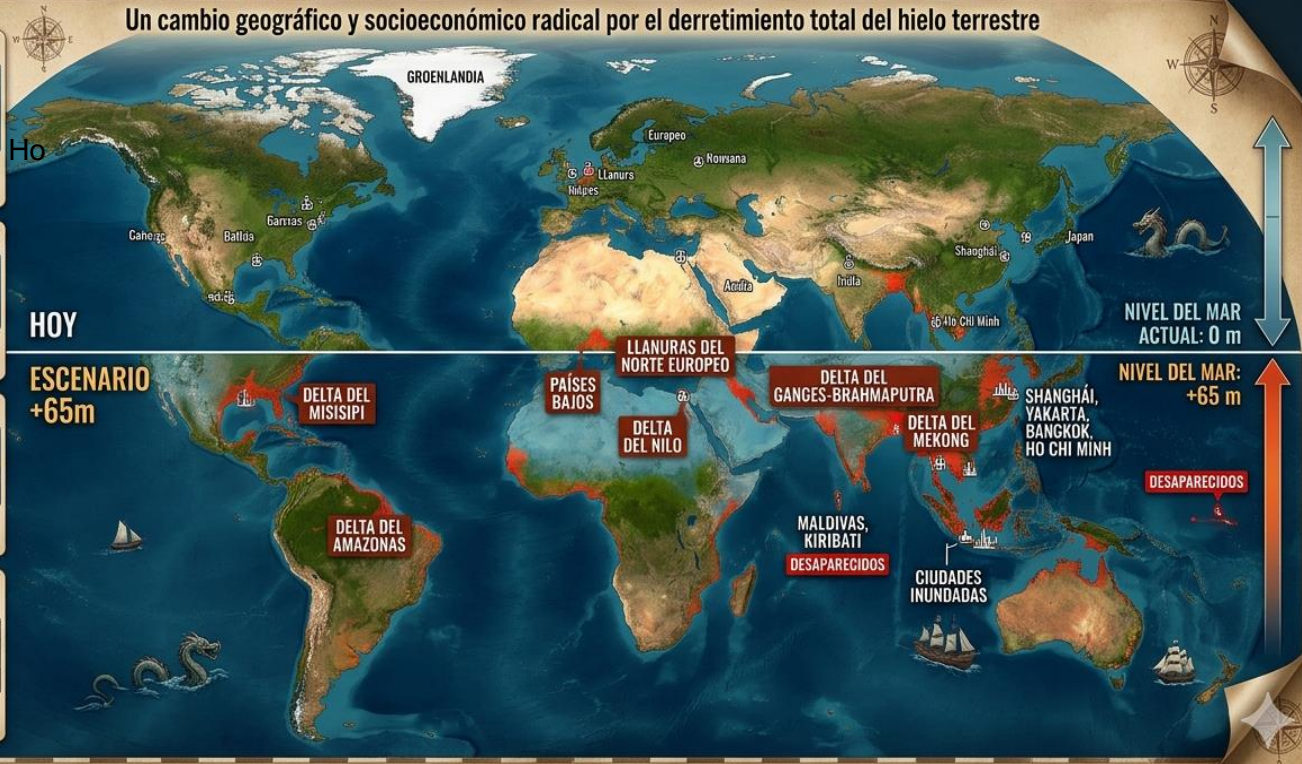 Un cambio geográfico y socioeconómico radical por el derretimiento total del hielo terrestre
N
W
E
N
W
S
GROENLANDIA
Ho
Europeo
Nowsana
LLanurs
Batlda
Japan
Shaoghái
India
CHI Minh
HOY
NIVEL DEL MAR
ACTUAL: 0 m
ESCENARIO
+65m
NIVEL DEL MAR:
+65 m
LLANURAS DEL
NORTE EUROPEO
PAÍSES
BAJOS
DELTA DEL
MISISIPI
DELTA
DEL NILO
DELTA DEL
GANGES-BRAHMAPUTRA
DELTA DEL
MEKONG
SHANGHÁI,
YAKARTA,
BANGKOK,
HO CHI MINH
DESAPARECIDOS
DELTA DEL
AMAZONAS
MALDIVAS,
KIRIBATI
DESAPARECIDOS
CIUDADES
INUNDADAS